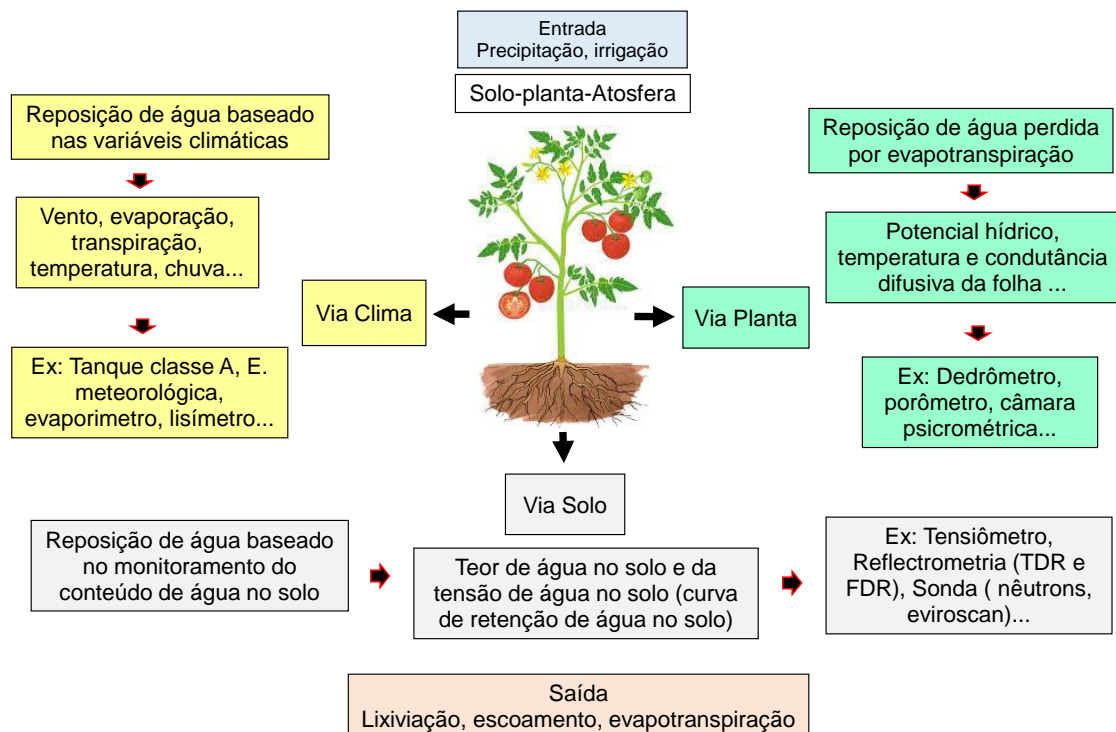 Entrada
Precipitação, irrigação
Solo-planta-Atosfera
Reposição de água baseado
nas variáveis climáticas
Vento, evaporação,
transpiração,
temperatura, chuva...
Ex: Tanque classe A, E.
meteorológica,
evaporimetro, lisímetro...
Via Clima
Reposição de água perdida
por evapotranspiração
Potencial hídrico,
temperatura e condutância
difusiva da folha ...
Ex: Dedrômetro,
porômetro, câmara
psicrométrica...
Via Planta
Via Solo
Reposição de água baseado
no monitoramento do
conteúdo de água no solo
Teor de água no solo e da
tensão de água no solo (curva
de retenção de água no solo)
Ex: Tensiômetro,
Reflectrometria (TDR e
FDR), Sonda ( nêutrons,
eviroscan)...
Saída
Lixiviação, escoamento, evapotranspiração